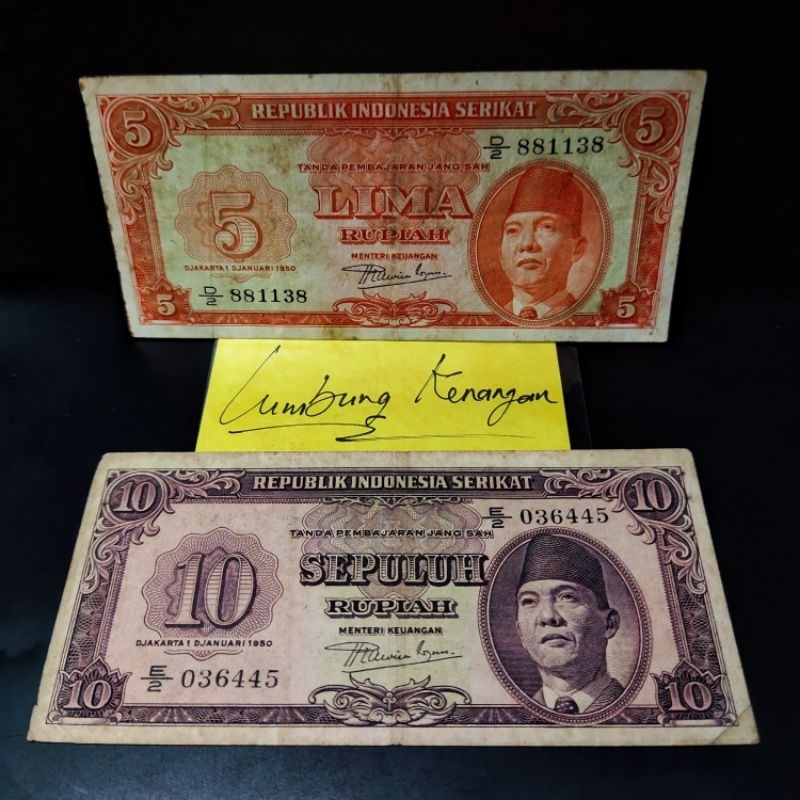 5 REPUBLIK INDONESIA SERIKAT 5
D/2 881138
TANDA PEMBAJARAN JANG SAH
5 LIMA
RUPIAH
MENTERI KEUANGAN
DJAKARTA 1 DJANUARI 1950
D/2 881138
5 5
Lumbung Kenangan
10 REPUBLIK INDONESIA SERIKAT 10
E/2 036445
TANDA PEMBAJARAN JANG SAH
10 SEPULUH
RUPIAH
MENTERI KEUANGAN
DJAKARTA 1 DJANUARI 1950
E/2 036445
10 10